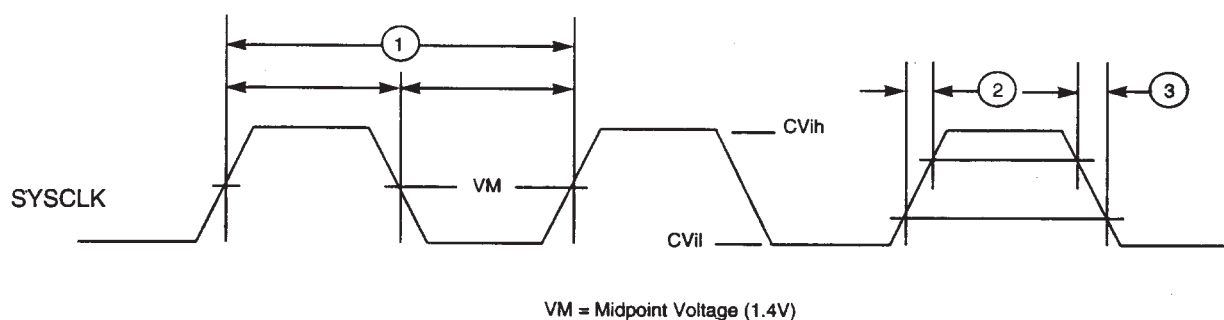 1
2
3
CVih
VM
SYSCLK
CVil
VM = Midpoint Voltage (1.4V)